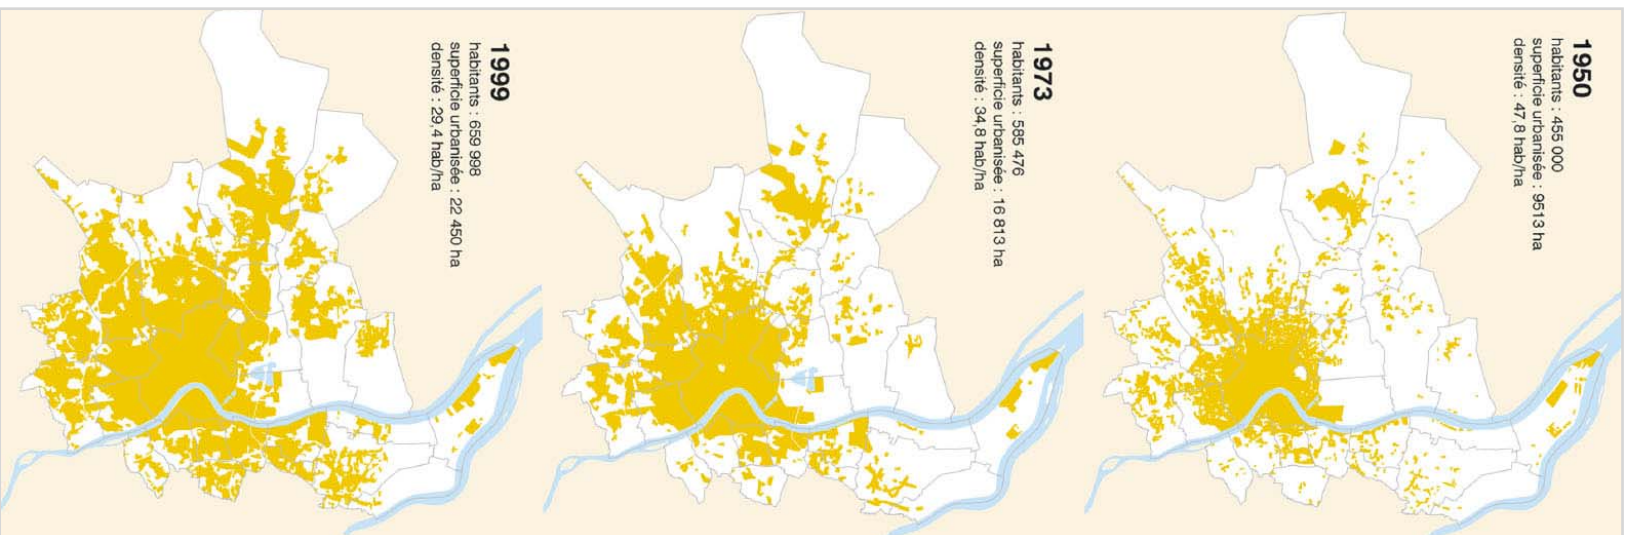 1950
habitants : 455 000
superficie urbanisée : 9513 ha
densité : 47,8 hab/ha
1973
habitants : 585 476
superficie urbanisée : 16 813 ha
densité : 34,8 hab/ha
1999
habitants : 659 998
superficie urbanisée : 22 450 ha
densité : 29,4 hab/ha